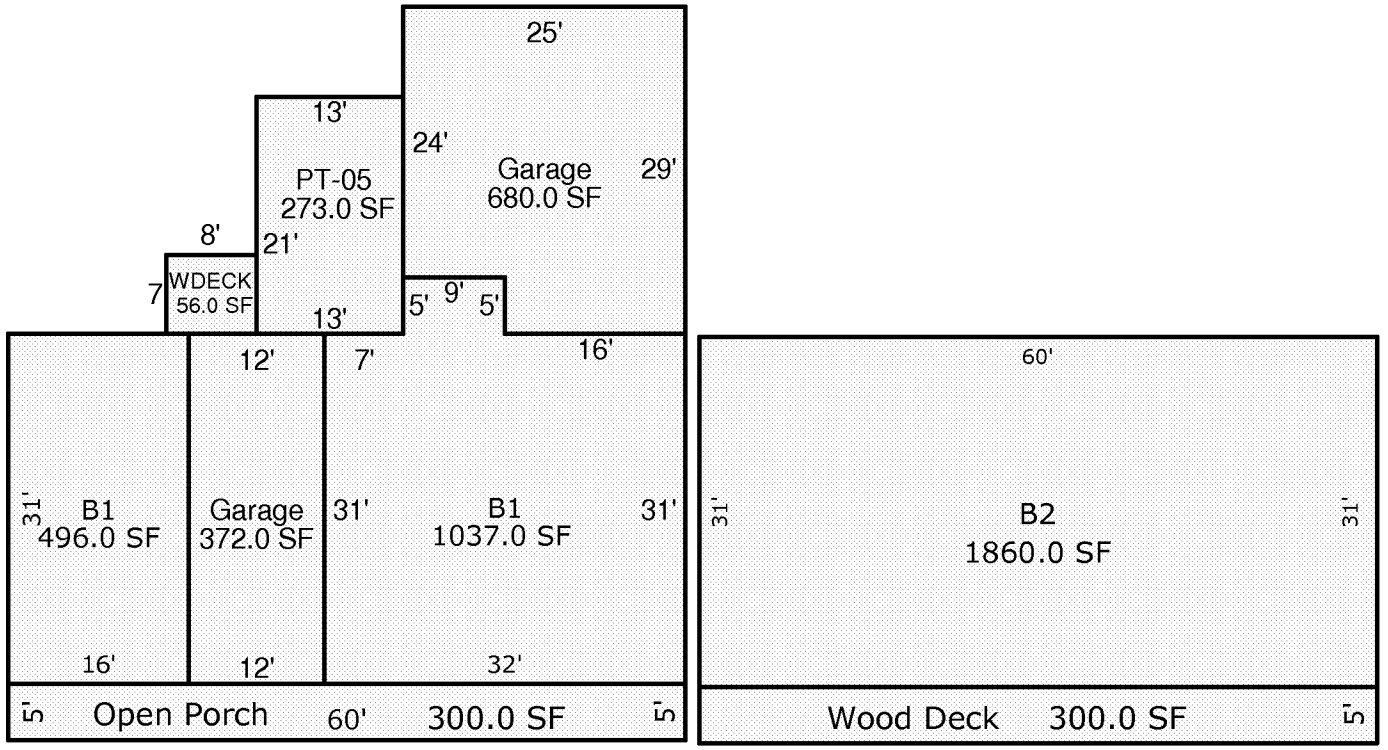 25'
13'
24'
PT-05
273.0 SF
Garage
680.0 SF
29'
8'
21'
7
WDECK
56.0 SF
13'
5' 9' 5'
12'
7'
16'
60'
31'
B1
496.0 SF
Garage
372.0 SF
31'
B1
1037.0 SF
31'
31'
B2
1860.0 SF
31'
16'
12'
32'
5'
Open Porch 60' 300.0 SF
5'
Wood Deck 300.0 SF
5'